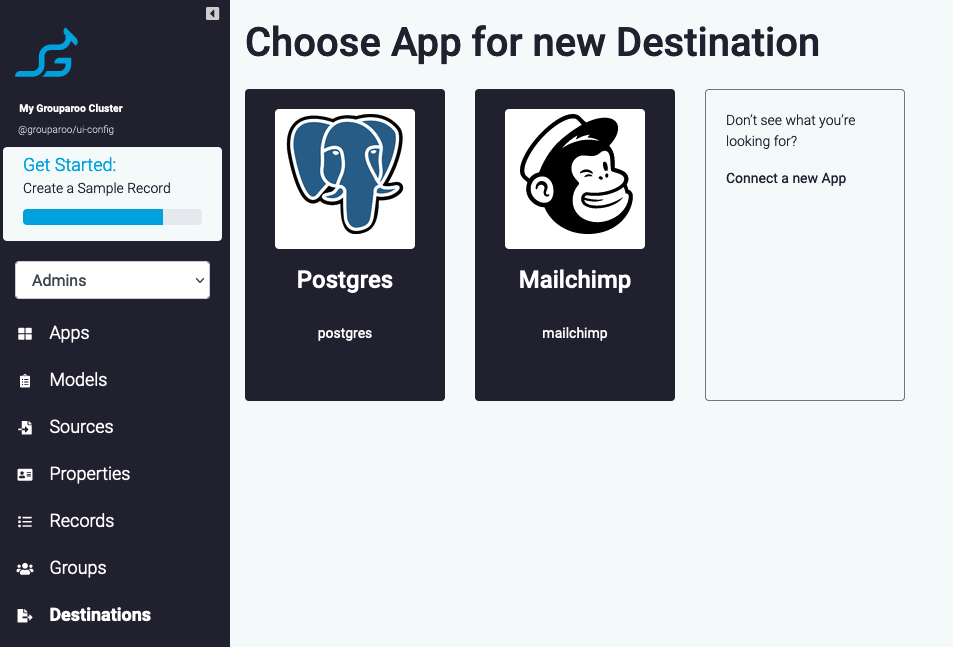 My Grouparoo Cluster
@grouparoo/ui-config
Get Started:
Create a Sample Record
Admins
Apps
Models
Sources
Properties
Records
Groups
Destinations
Choose App for new Destination
Postgres
postgres
Mailchimp
mailchimp
Don't see what you're
looking for?
Connect a new App